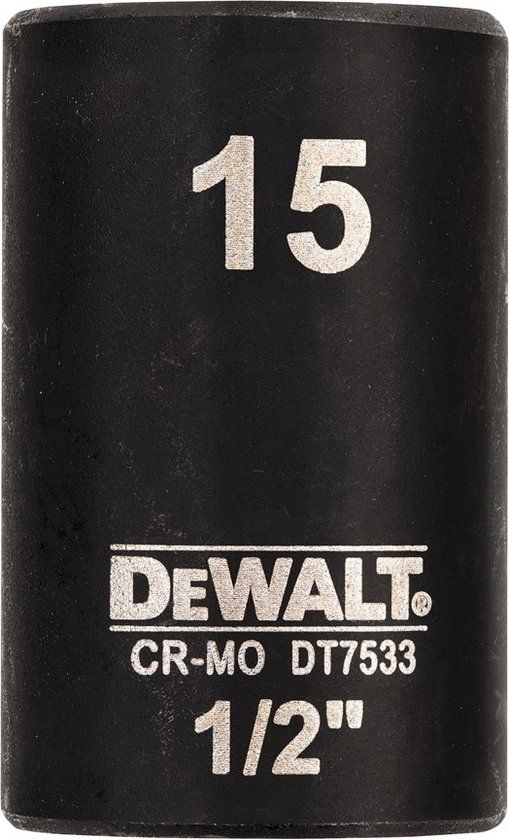 15
DEWALT®
CR-MO DT7533
1/2"